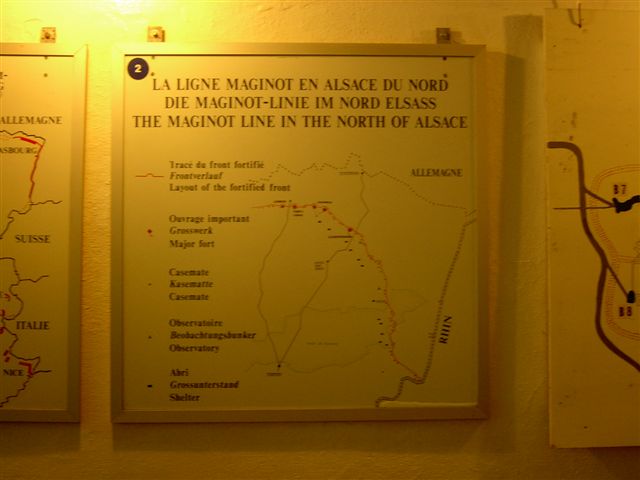 ALLEMAGNE
SUISSE
ITALIE
NICE
2
LA LIGNE MAGINOT EN ALSACE DU NORD
DIE MAGINOT-LINIE IM NORD ELSASS
THE MAGINOT LINE IN THE NORTH OF ALSACE
Tracé du front fortifié
Frontverlauf
Layout of the fortified front
Ouvrage important
Grosswerk
Major fort
Casemate
Kasematte
Casemate
Observatoire
Beobachtungsbunker
Observatory
Abri
Grossunterstand
Shelter
ALLEMAGNE
RHIN
B7
B8